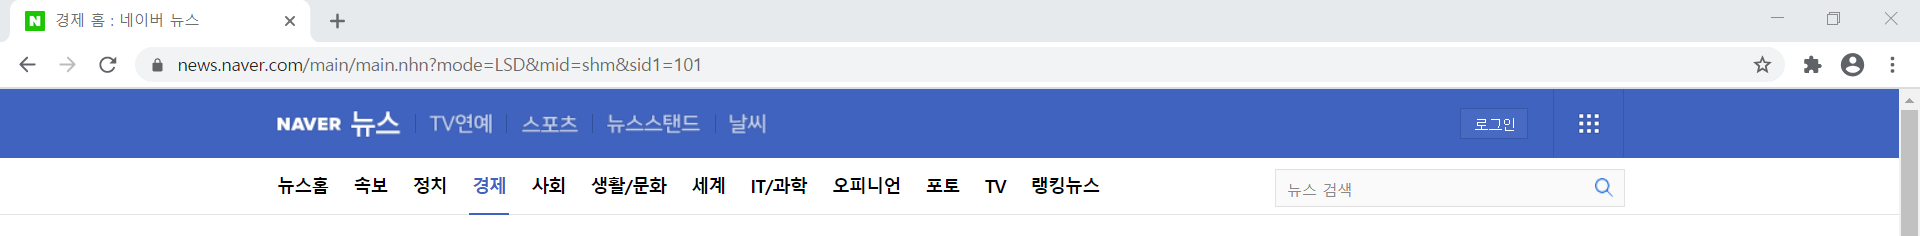 경제 홈 : 네이버 뉴스
news.naver.com/main/main.nhn?mode=LSD&mid=shm&sid1=101
NAVER 뉴스 TV연예 스포츠 뉴스스탠드 날씨 로그인
뉴스홈 속보 정치 경제 사회 생활/문화 세계 IT/과학 오피니언 포토 TV 랭킹뉴스 뉴스 검색